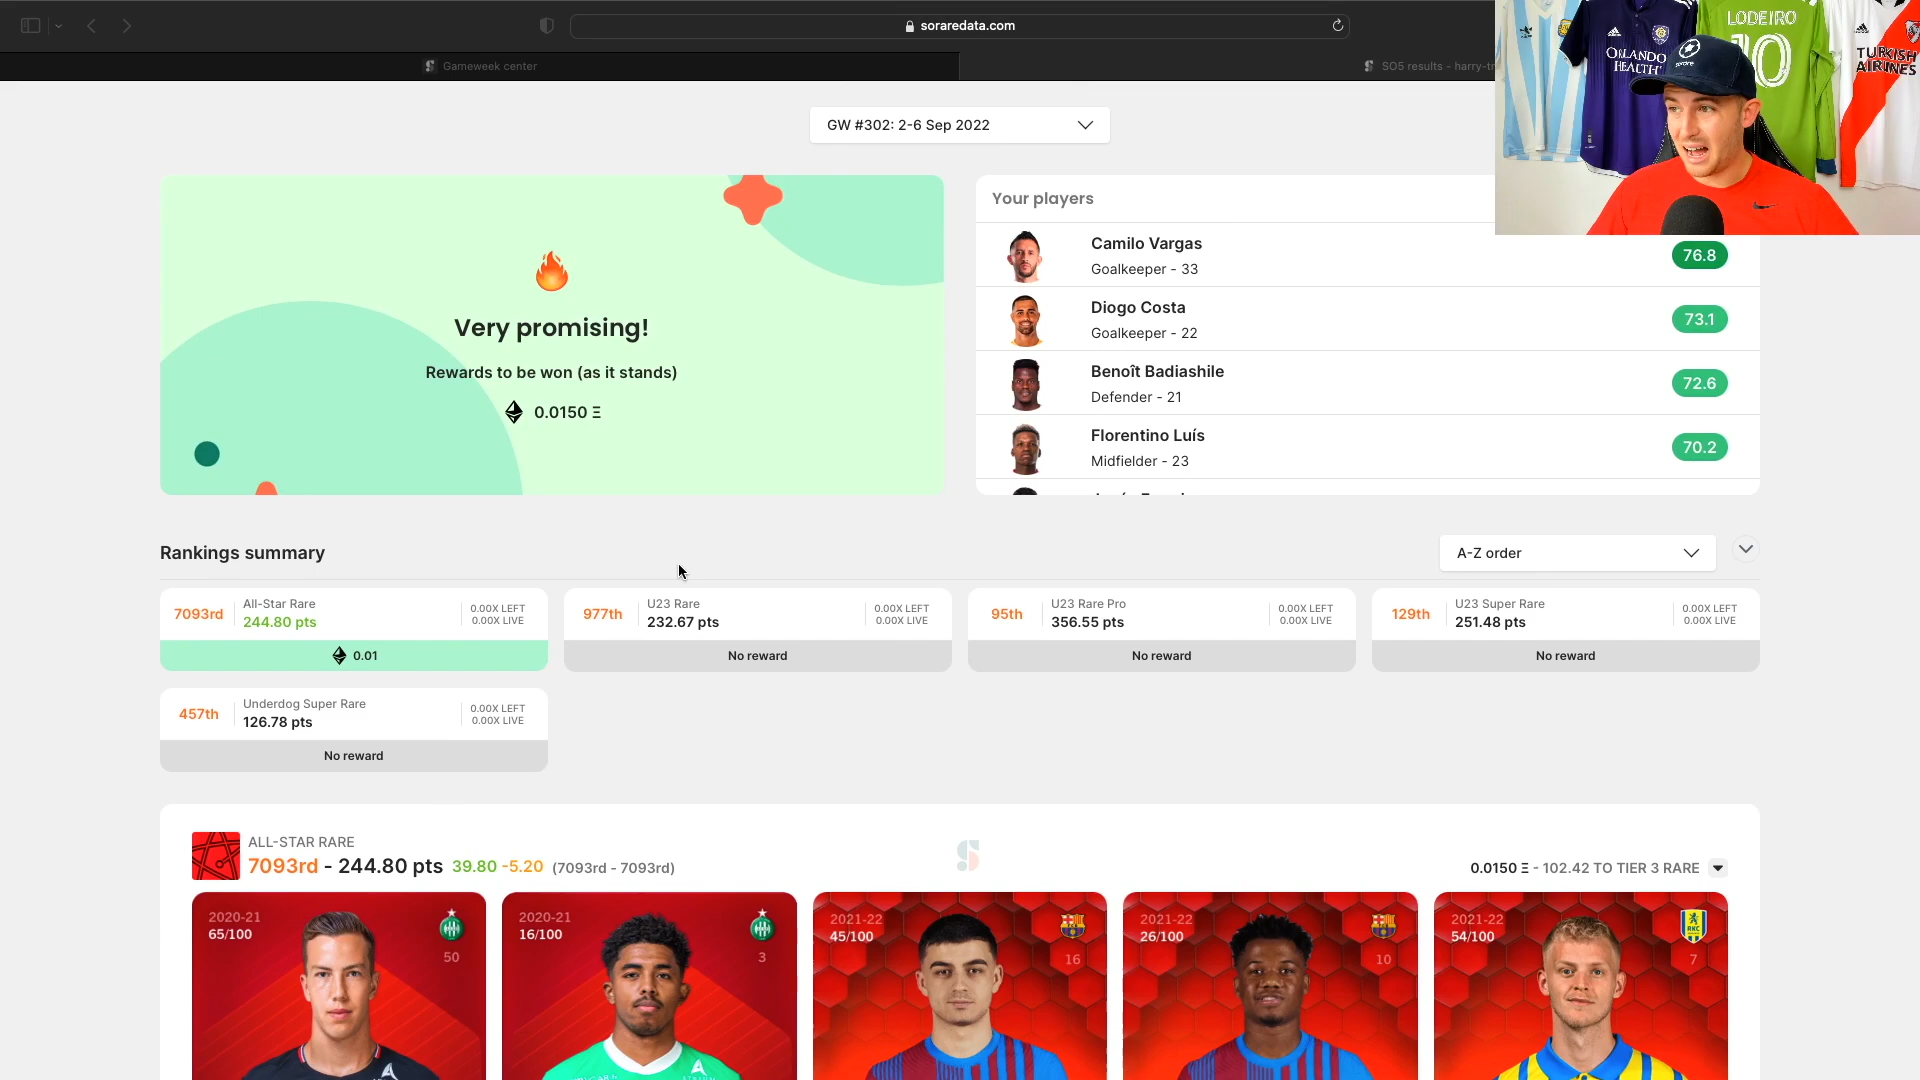 soraredata.com
Gameweek center
SO5 results - harry-tr
GW #302: 2-6 Sep 2022
Very promising!
Rewards to be won (as it stands)
0.0150 Ξ
Your players
Camilo Vargas
Goalkeeper - 33
76.8
Diogo Costa
Goalkeeper - 22
73.1
Benoît Badiashile
Defender - 21
72.6
Florentino Luís
Midfielder - 23
70.2
LODEIRO
10
ORLANDO
HEALTH
TURKISH
AIRLINES
Rankings summary
A-Z order
7093rd
All-Star Rare
244.80 pts
0.00X LEFT
0.00X LIVE
0.01
977th
U23 Rare
232.67 pts
0.00X LEFT
0.00X LIVE
No reward
95th
U23 Rare Pro
356.55 pts
0.00X LEFT
0.00X LIVE
No reward
129th
U23 Super Rare
251.48 pts
0.00X LEFT
0.00X LIVE
No reward
457th
Underdog Super Rare
126.78 pts
0.00X LEFT
0.00X LIVE
No reward
ALL-STAR RARE
7093rd - 244.80 pts 39.80 -5.20 (7093rd - 7093rd)
0.0150 Ξ - 102.42 TO TIER 3 RARE
2020-21
65/100
50
2020-21
16/100
3
2021-22
45/100
16
2021-22
26/100
10
2021-22
54/100
RKC
7